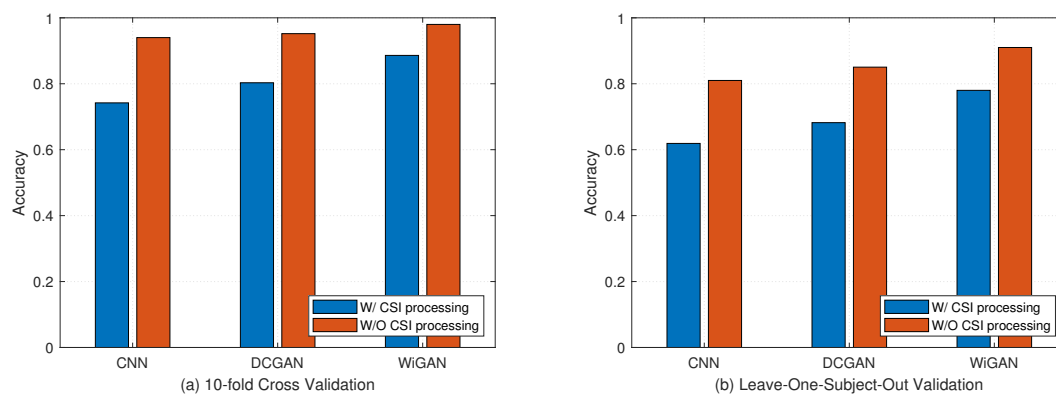 1
0.8
0.6
0.4
0.2
0
Accuracy
W/ CSI processing
W/O CSI processing
CNN
DCGAN
WiGAN
(a) 10-fold Cross Validation
1
0.8
0.6
0.4
0.2
0
Accuracy
W/ CSI processing
W/O CSI processing
CNN
DCGAN
WiGAN
(b) Leave-One-Subject-Out Validation